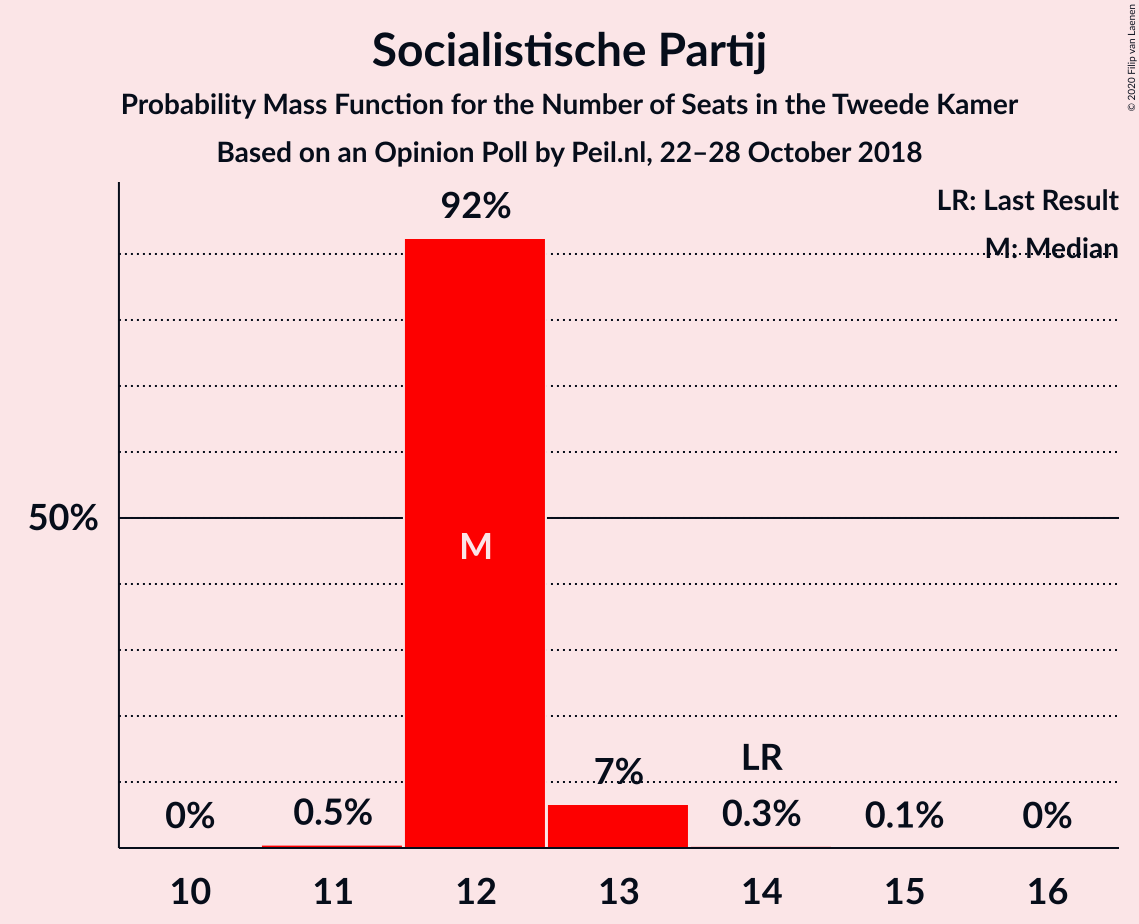 Socialistische Partij
Probability Mass Function for the Number of Seats in the Tweede Kamer
Based on an Opinion Poll by Peil.nl, 22–28 October 2018
© 2020 Filip van Laenen
LR: Last Result
M: Median
92%
50%
M
7%
LR
0%
0.5%
0.3%
0.1%
0%
10 11 12 13 14 15 16